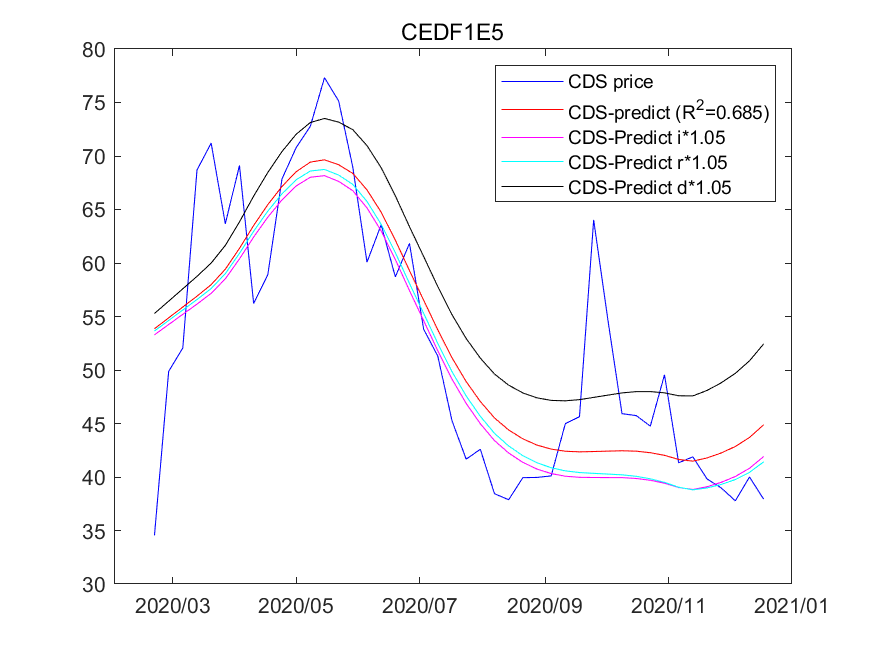 CEDF1E5
80
75
70
65
60
55
50
45
40
35
30
CDS price
CDS-predict (R²=0.685)
CDS-Predict i*1.05
CDS-Predict r*1.05
CDS-Predict d*1.05
2020/03 2020/05 2020/07 2020/09 2020/11 2021/01